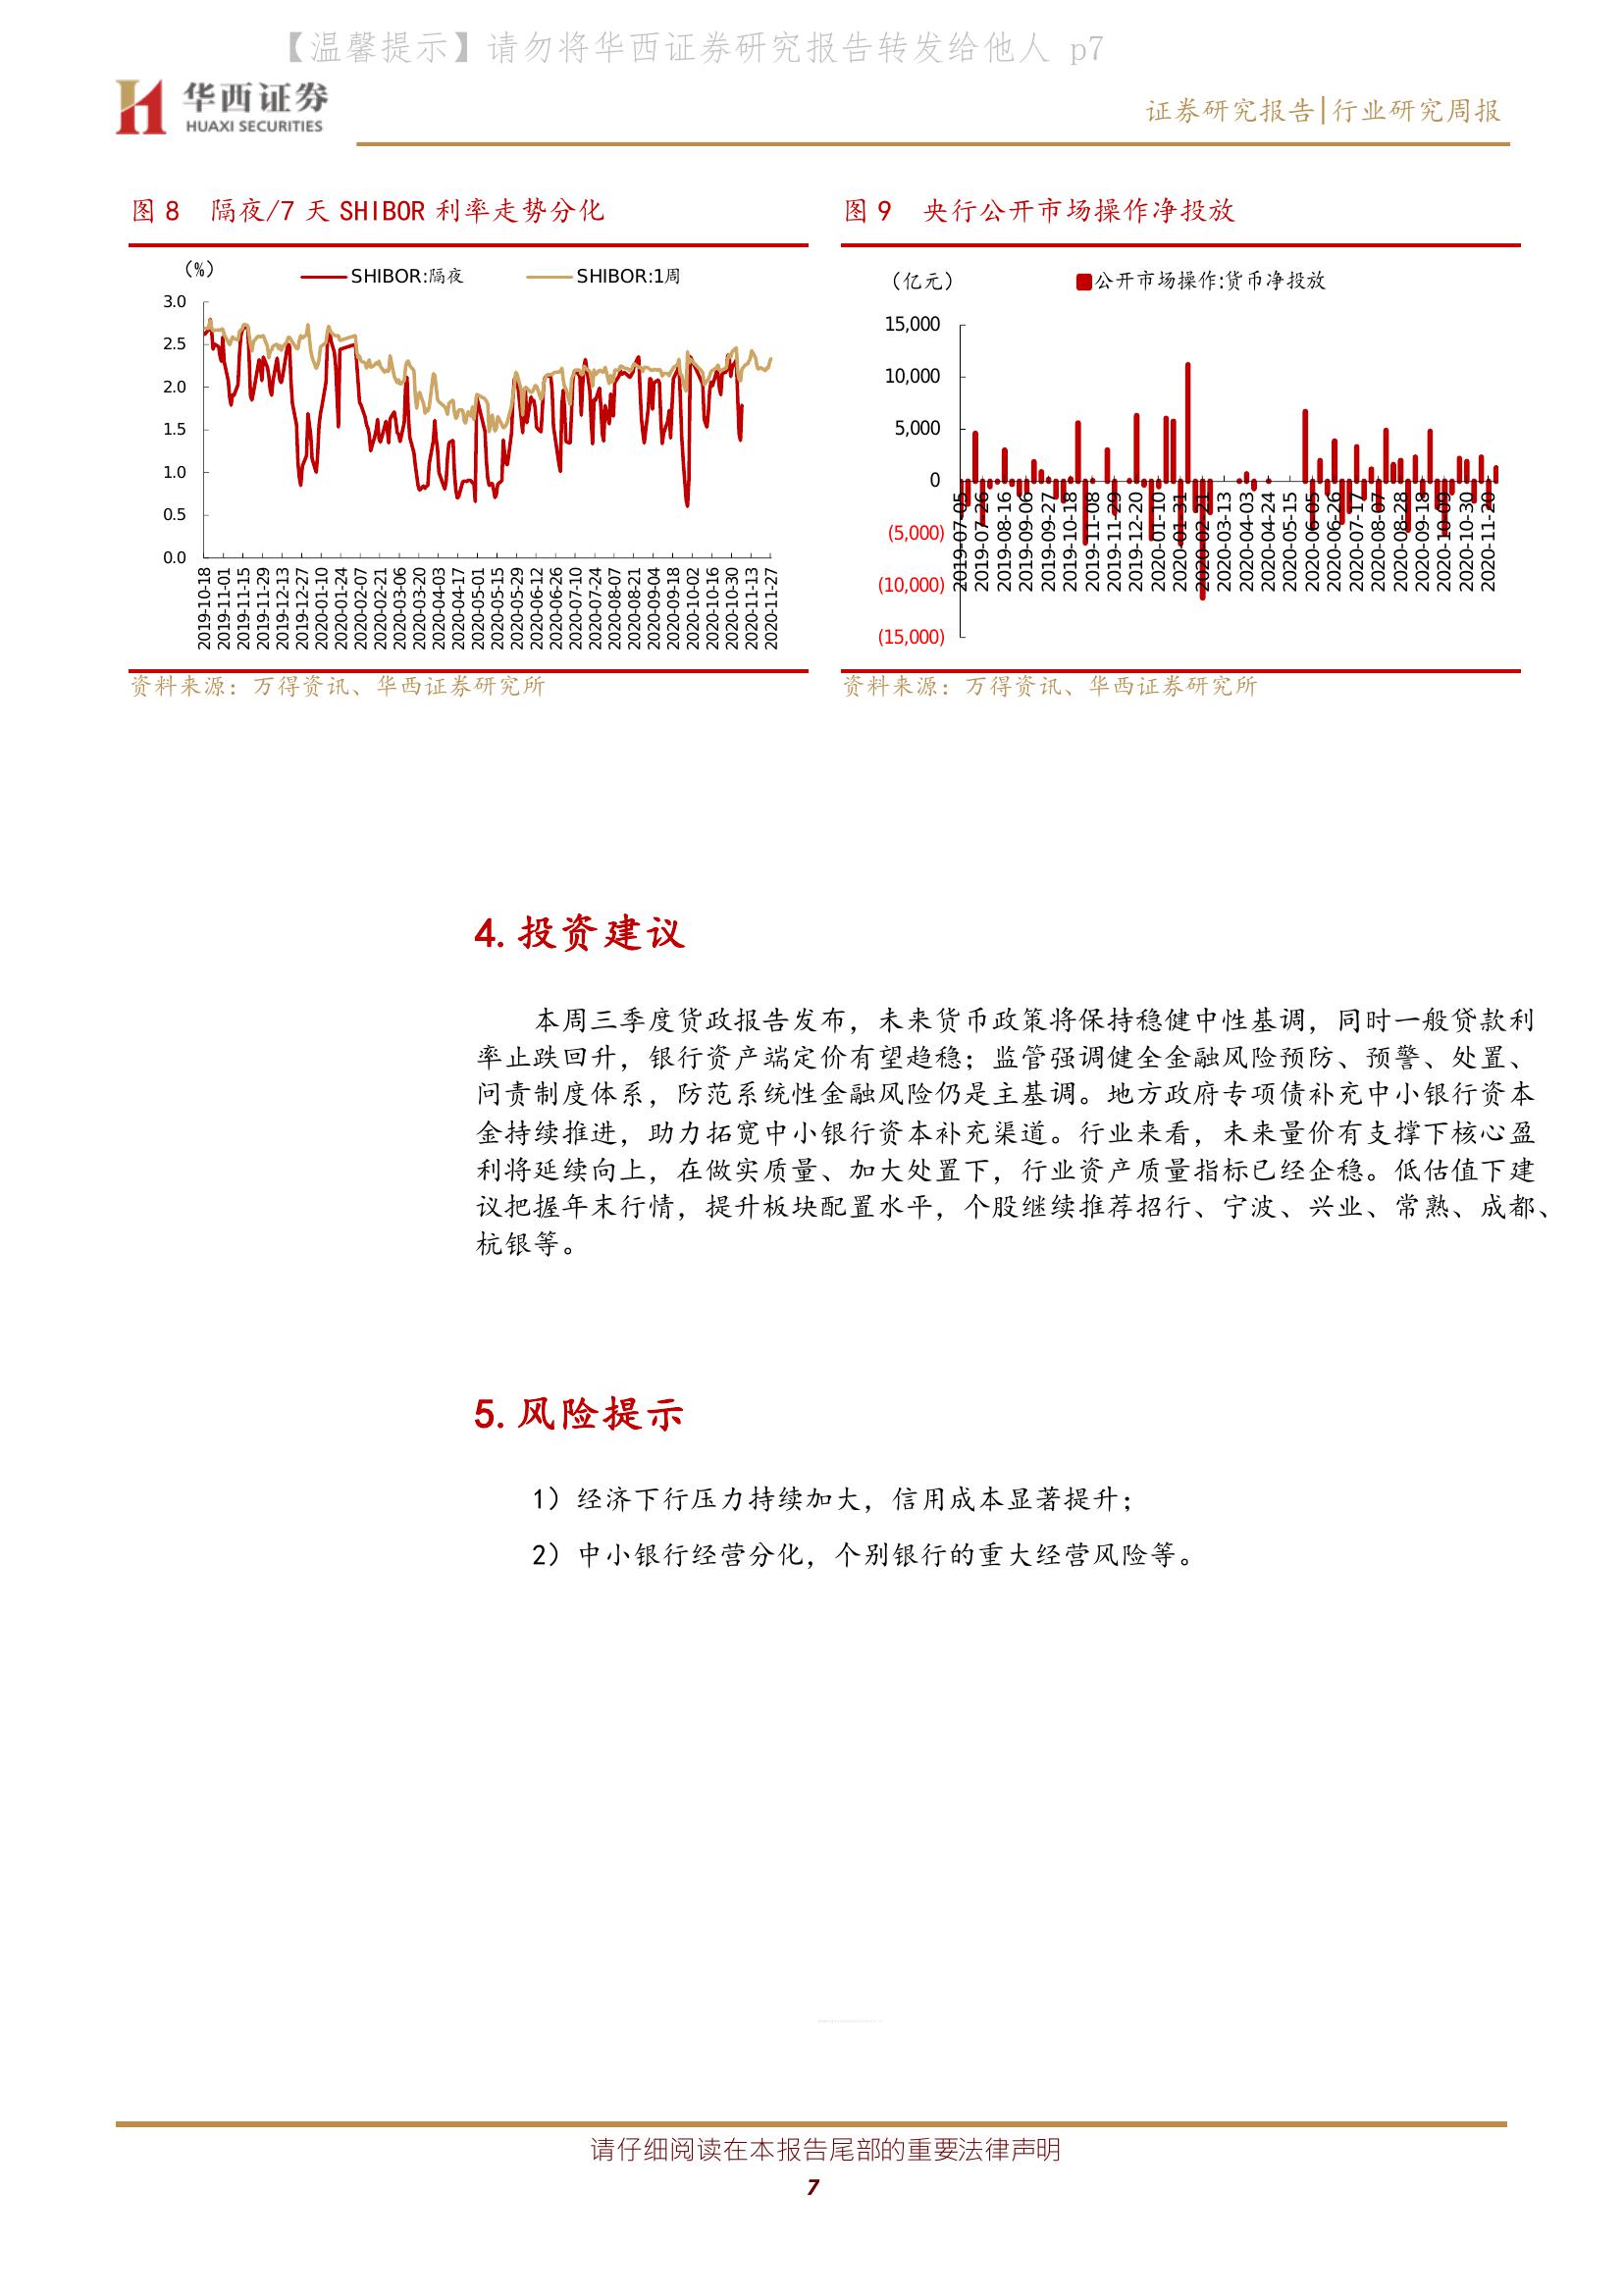 【温馨提示】请勿将华西证券研究报告转发给他人 p7
华西证券
HUAXI SECURITIES
证券研究报告|行业研究周报
图 8 隔夜/7 天 SHIBOR 利率走势分化
(%)
SHIBOR:隔夜
SHIBOR:1周
3.0
2.5
2.0
1.5
1.0
0.5
0.0
2019-10-18
2019-11-01
2019-11-15
2019-11-29
2019-12-13
2019-12-27
2020-01-10
2020-01-24
2020-02-07
2020-02-21
2020-03-06
2020-03-20
2020-04-03
2020-04-17
2020-05-01
2020-05-15
2020-05-29
2020-06-12
2020-06-26
2020-07-10
2020-07-24
2020-08-07
2020-08-21
2020-09-04
2020-09-18
2020-10-02
2020-10-16
2020-10-30
2020-11-13
2020-11-27
资料来源：万得资讯、华西证券研究所
图 9 央行公开市场操作净投放
（亿元）
公开市场操作:货币净投放
15,000
10,000
5,000
0
(5,000)
(10,000)
(15,000)
2019-07-05
2019-07-26
2019-08-16
2019-09-06
2019-09-27
2019-10-18
2019-11-08
2019-11-29
2019-12-20
2020-01-10
2020-01-31
2020-02-21
2020-03-13
2020-04-03
2020-04-24
2020-05-15
2020-06-05
2020-06-26
2020-07-17
2020-08-07
2020-08-28
2020-09-18
2020-10-09
2020-10-30
2020-11-20
资料来源：万得资讯、华西证券研究所
4. 投资建议
本周三季度货政报告发布，未来货币政策将保持稳健中性基调，同时一般贷款利
率止跌回升，银行资产端定价有望趋稳；监管强调健全金融风险预防、预警、处置、
问责制度体系，防范系统性金融风险仍是主基调。地方政府专项债补充中小银行资本
金持续推进，助力拓宽中小银行资本补充渠道。行业来看，未来量价有支撑下核心盈
利将延续向上，在做实质量、加大处置下，行业资产质量指标已经企稳。低估值下建
议把握年末行情，提升板块配置水平，个股继续推荐招行、宁波、兴业、常熟、成都、
杭银等。
5. 风险提示
1）经济下行压力持续加大，信用成本显著提升；
2）中小银行经营分化，个别银行的重大经营风险等。
请仔细阅读在本报告尾部的重要法律声明
7